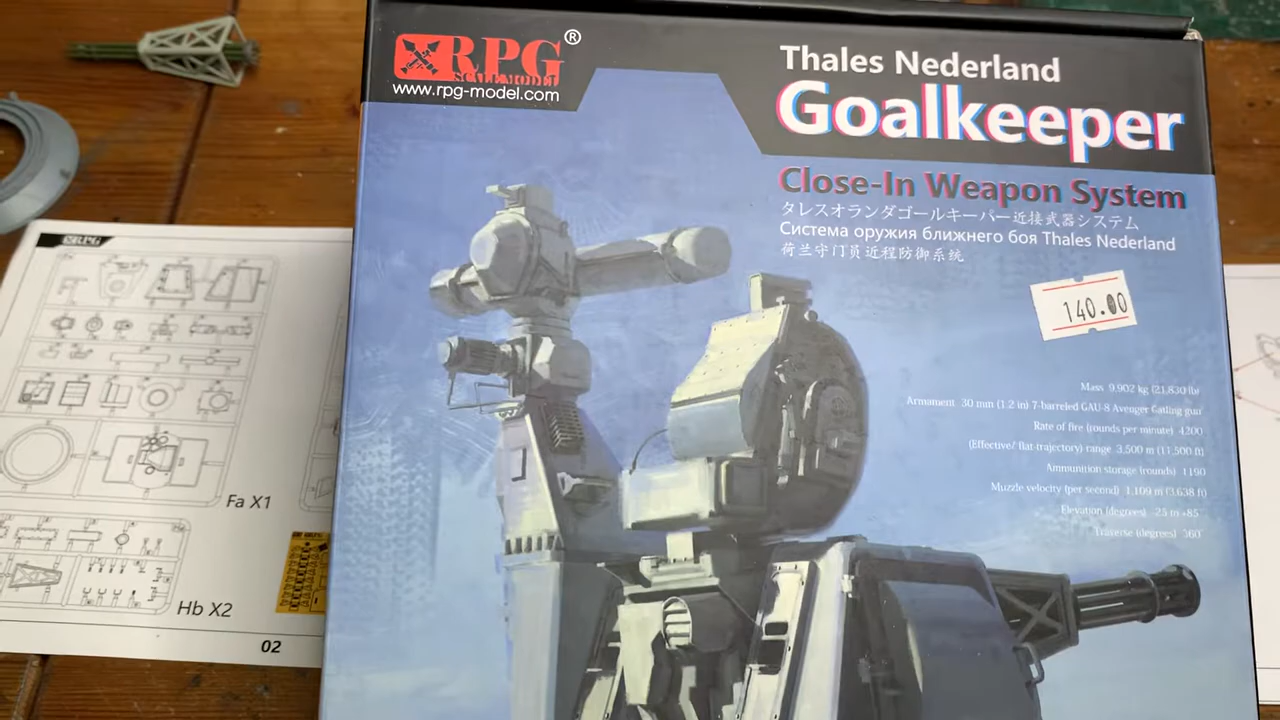 RPG
®
SCALEMODEL
www.rpg-model.com
Thales Nederland
Goalkeeper
Close-In Weapon System
タレスオランダゴールキーパー近接武器システム
Система оружия ближнего боя Thales Nederland
荷兰守门员近程防御系统
140.00
Mass 9.902 kg (21,830 lb)
Armament 30 mm (1.2 in) 7-barreled GAU-8 Avenger Gatling gun
Rate of fire (rounds per minute) 4200
(Effective/ flat-trajectory) range 3,500 m (11,500 ft)
Ammunition storage (rounds) 1190
Muzzle velocity (per second) 1,109 m (3,638 ft)
Elevation (degrees) -25 to +85
Traverse (degrees) 360
RPG
Fa X1
Hb X2
02